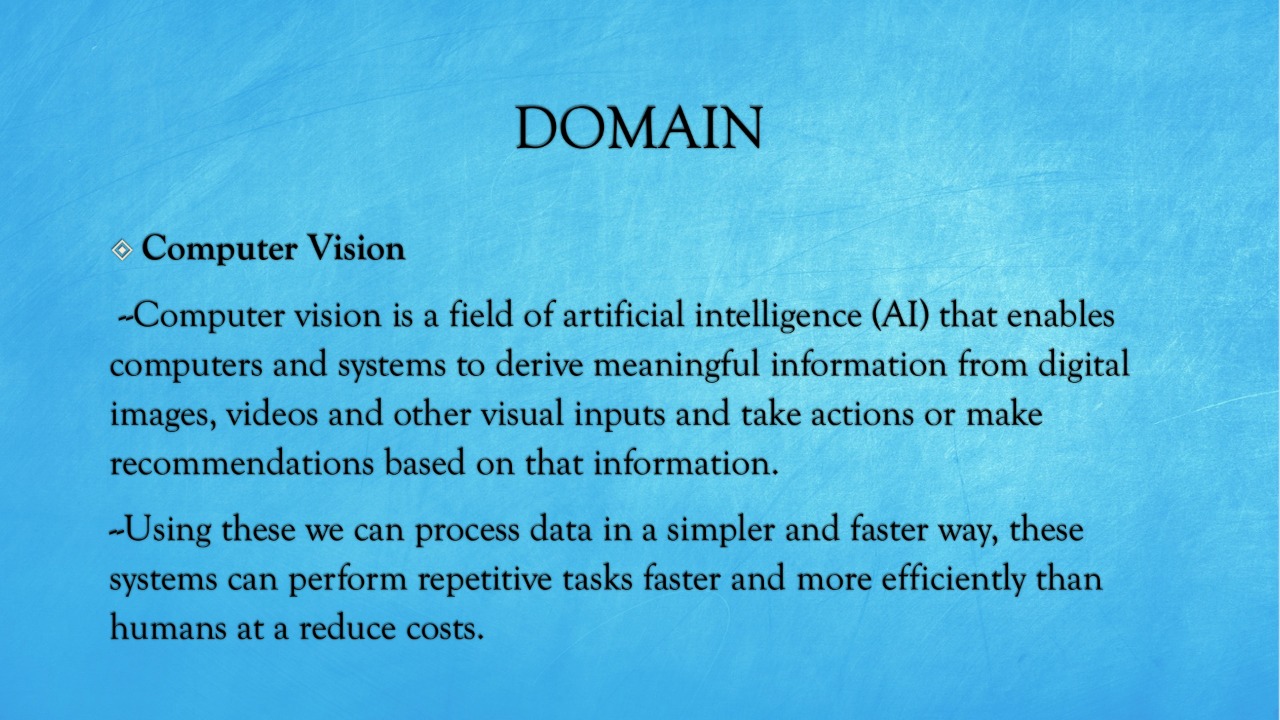 DOMAIN
Computer Vision
--Computer vision is a field of artificial intelligence (AI) that enables
computers and systems to derive meaningful information from digital
images, videos and other visual inputs and take actions or make
recommendations based on that information.
--Using these we can process data in a simpler and faster way, these
systems can perform repetitive tasks faster and more efficiently than
humans at a reduce costs.